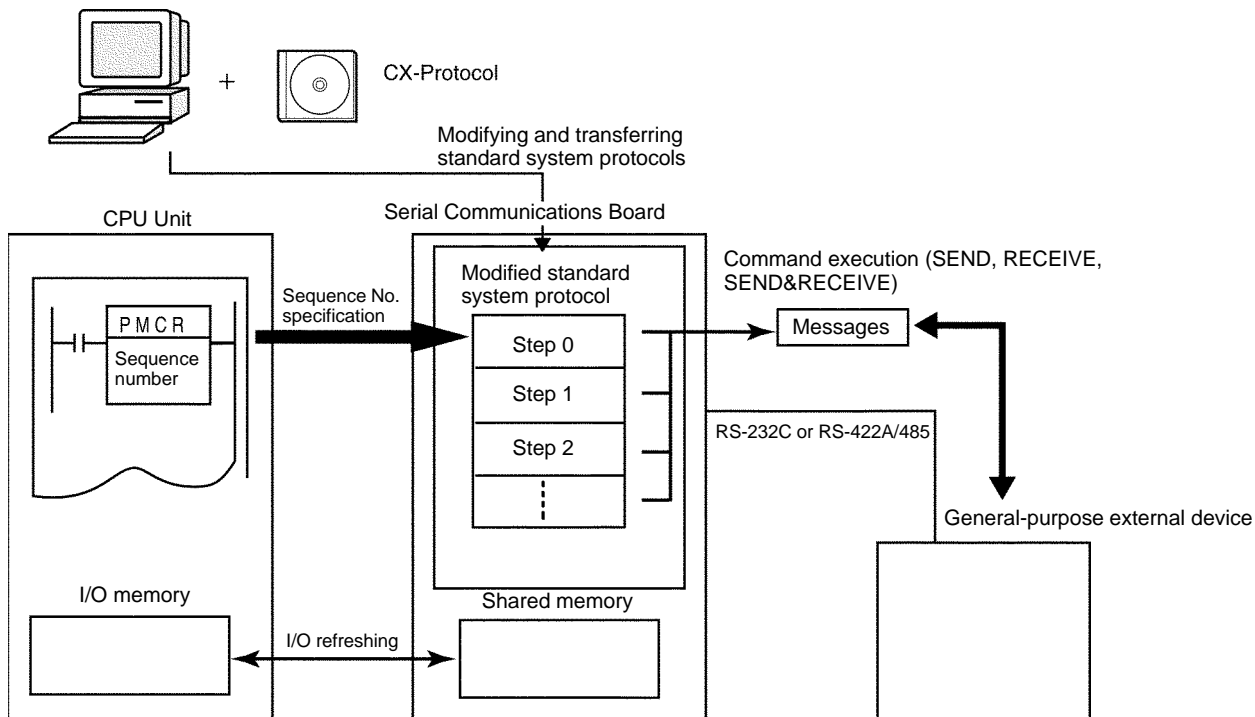 +
CX-Protocol
Modifying and transferring
standard system protocols
CPU Unit
Serial Communications Board
PMCR
Sequence
number
Sequence No.
specification
Modified standard
system protocol
Step 0
Step 1
Step 2
Command execution (SEND, RECEIVE,
SEND&RECEIVE)
Messages
RS-232C or RS-422A/485
General-purpose external device
I/O memory
I/O refreshing
Shared memory